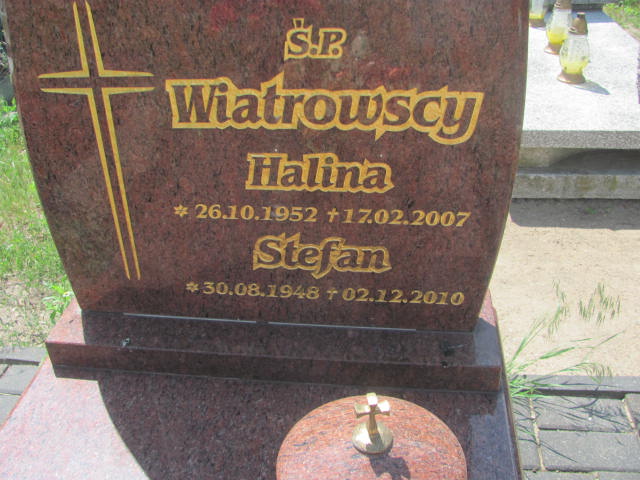 Ś.P.
Wiatrowscy
Halina
* 26.10.1952 † 17.02.2007
Stefan
* 30.08.1948 † 02.12.2010